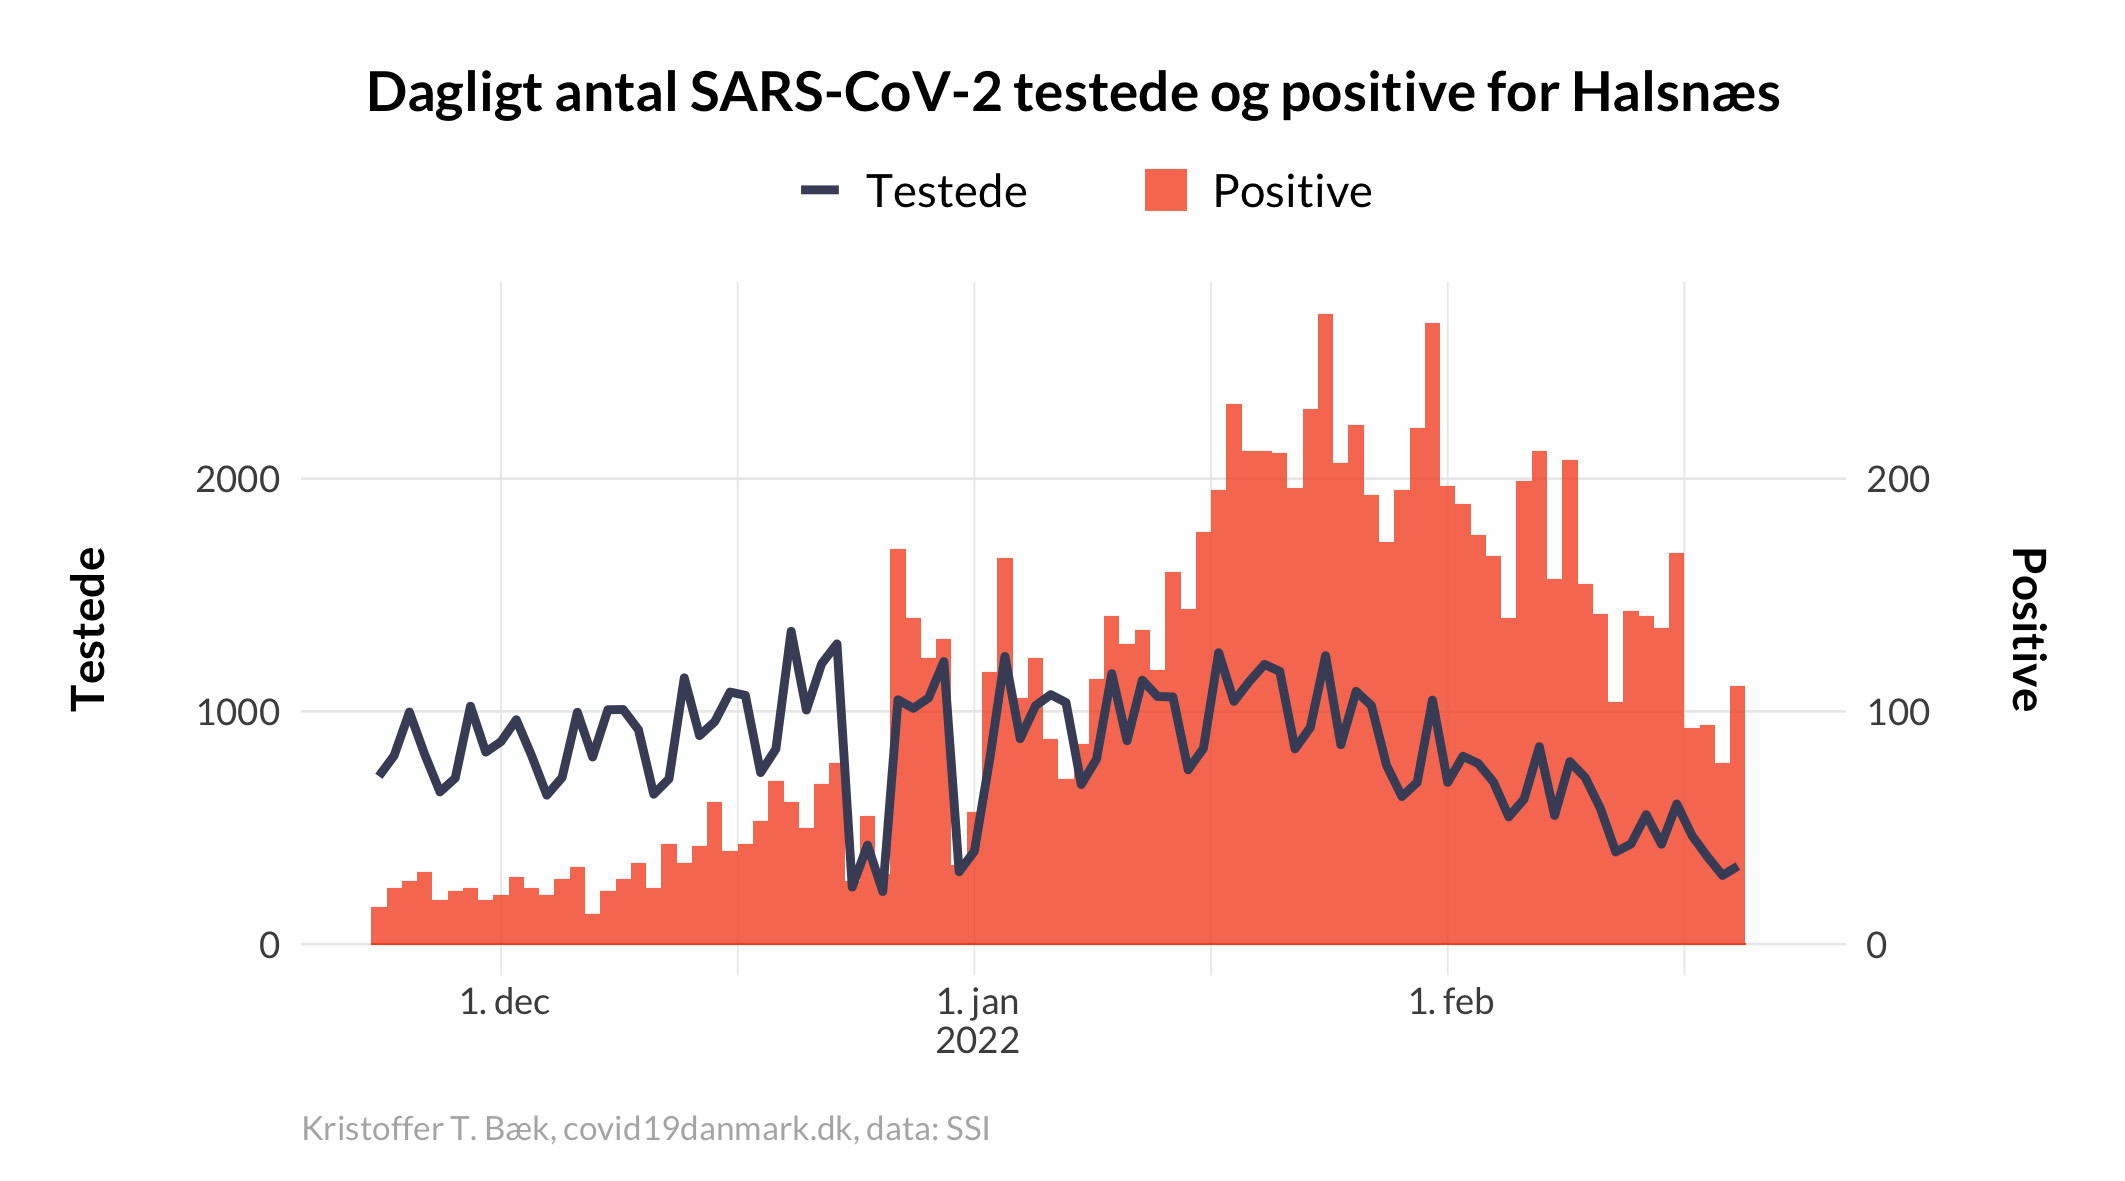 Dagligt antal SARS-CoV-2 testede og positive for Halsnæs
Testede
Positive
2000
1000
0
Testede
200
100
0
Positive
1. dec
1. jan
2022
1. feb
Kristoffer T. Bæk, covid19danmark.dk, data: SSI